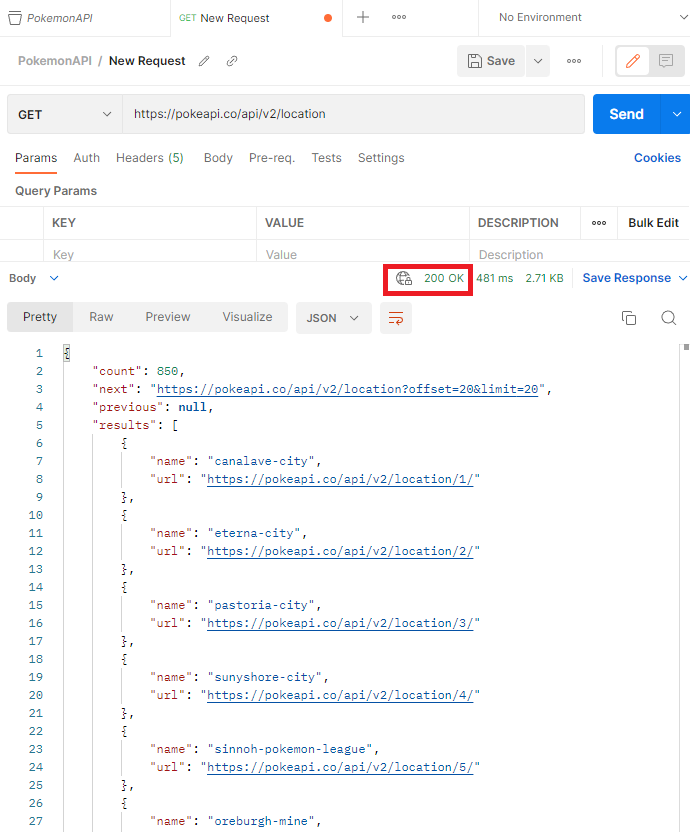 PokemonAPI GET New Request No Environment
PokemonAPI / New Request Save
GET https://pokeapi.co/api/v2/location Send
Params Auth Headers (5) Body Pre-req. Tests Settings Cookies
Query Params
KEY VALUE DESCRIPTION Bulk Edit
Key Value Description
Body 200 OK 481 ms 2.71 KB Save Response
Pretty Raw Preview Visualize JSON
1 {
2 "count": 850,
3 "next": "https://pokeapi.co/api/v2/location?offset=20&limit=20",
4 "previous": null,
5 "results": [
6 {
7 "name": "canalave-city",
8 "url": "https://pokeapi.co/api/v2/location/1/"
9 },
10 {
11 "name": "eterna-city",
12 "url": "https://pokeapi.co/api/v2/location/2/"
13 },
14 {
15 "name": "pastoria-city",
16 "url": "https://pokeapi.co/api/v2/location/3/"
17 },
18 {
19 "name": "sunyshore-city",
20 "url": "https://pokeapi.co/api/v2/location/4/"
21 },
22 {
23 "name": "sinnoh-pokemon-league",
24 "url": "https://pokeapi.co/api/v2/location/5/"
25 },
26 {
27 "name": "oreburgh-mine",